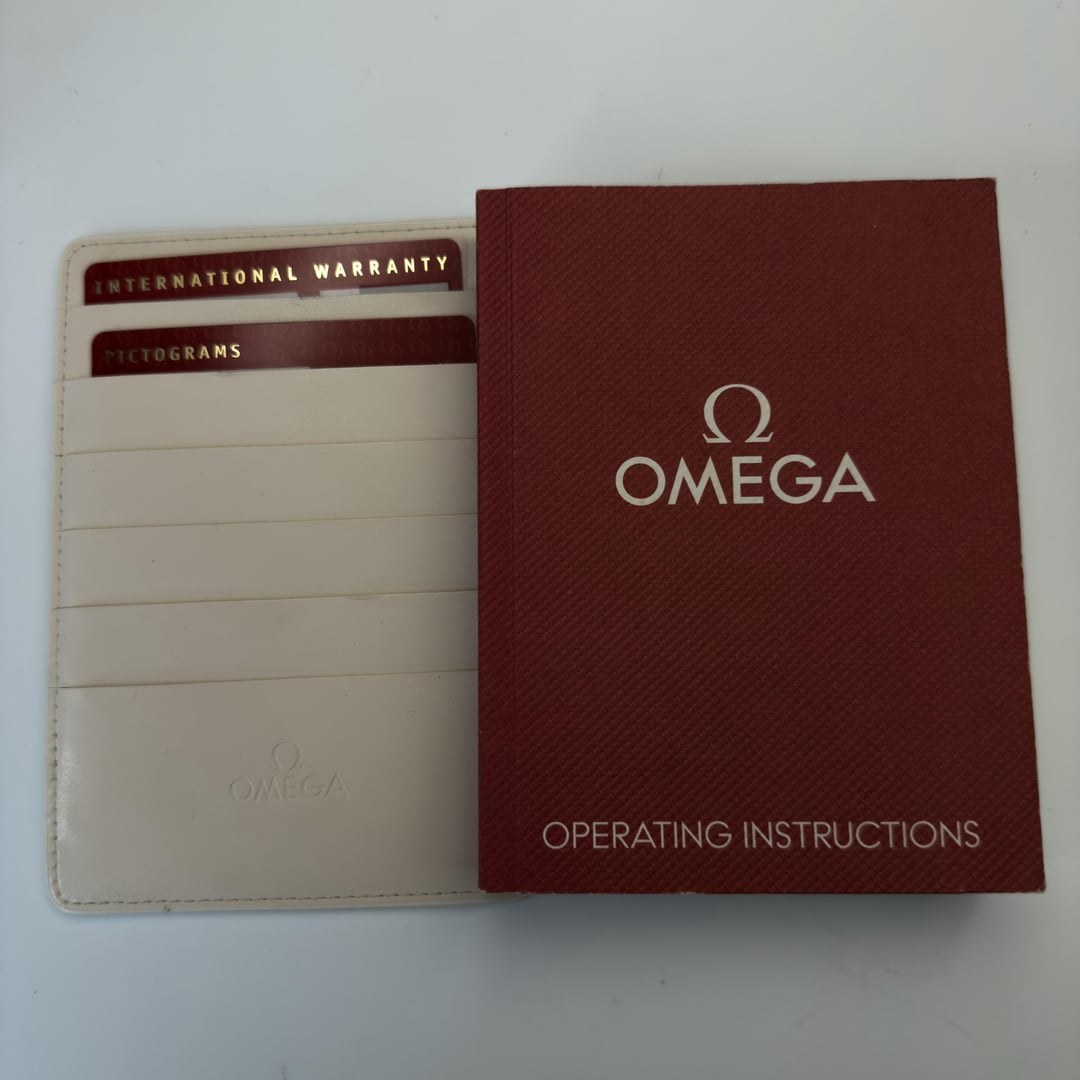 INTERNATIONAL WARRANTY
PICTOGRAMS
Ω
OMEGA
Ω
OMEGA
OPERATING INSTRUCTIONS